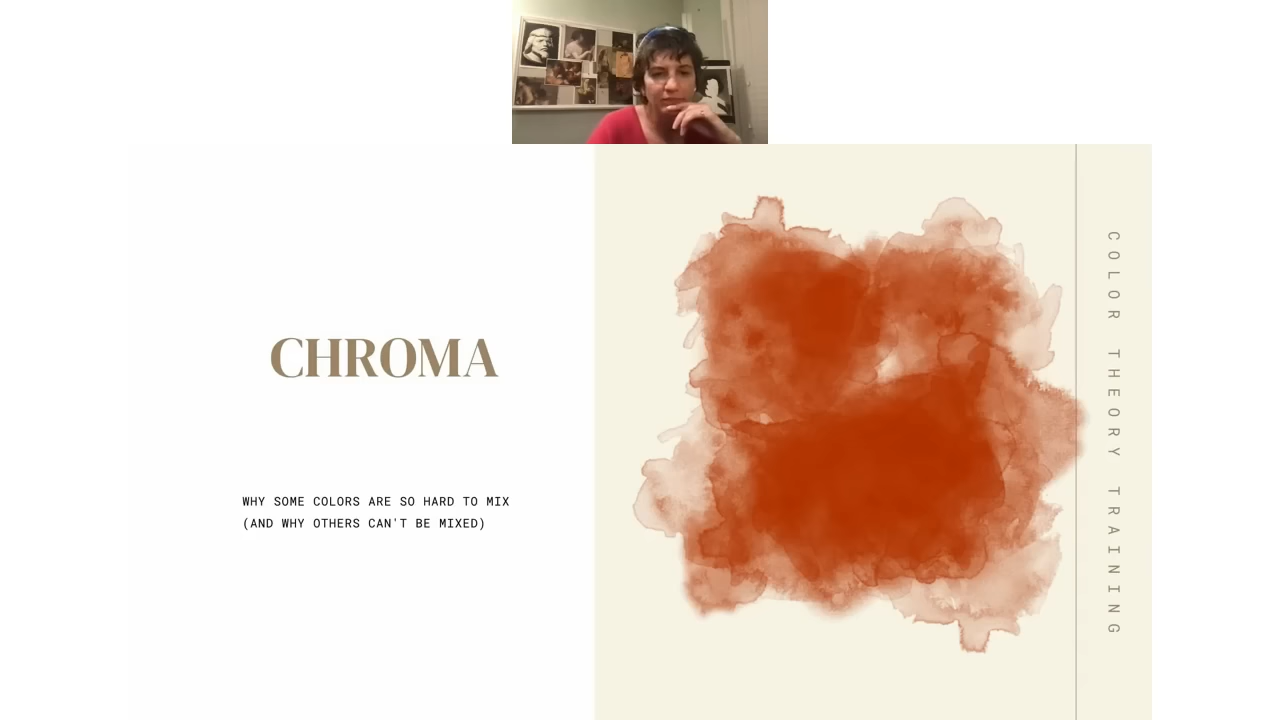 CHROMA
WHY SOME COLORS ARE SO HARD TO MIX
(AND WHY OTHERS CAN'T BE MIXED)
COLOR THEORY TRAINING